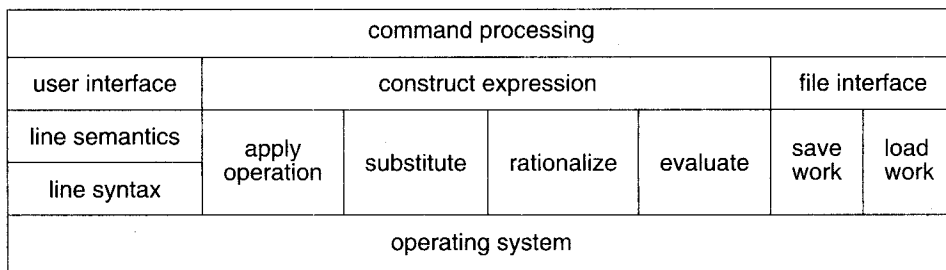 command processing
user interface
construct expression
file interface
line semantics
line syntax
apply
operation
substitute
rationalize
evaluate
save
work
load
work
operating system